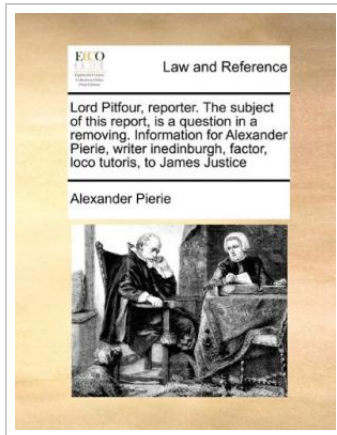 ECCO
Law and Reference
Lord Pitfour, reporter. The subject
of this report, is a question in a
removing. Information for Alexander
Pierie, writer inedinburgh, factor,
loco tutoris, to James Justice
Alexander Pierie